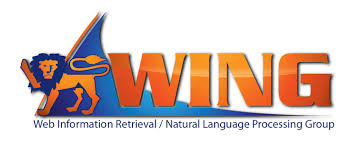 WING
Web Information Retrieval / Natural Language Processing Group